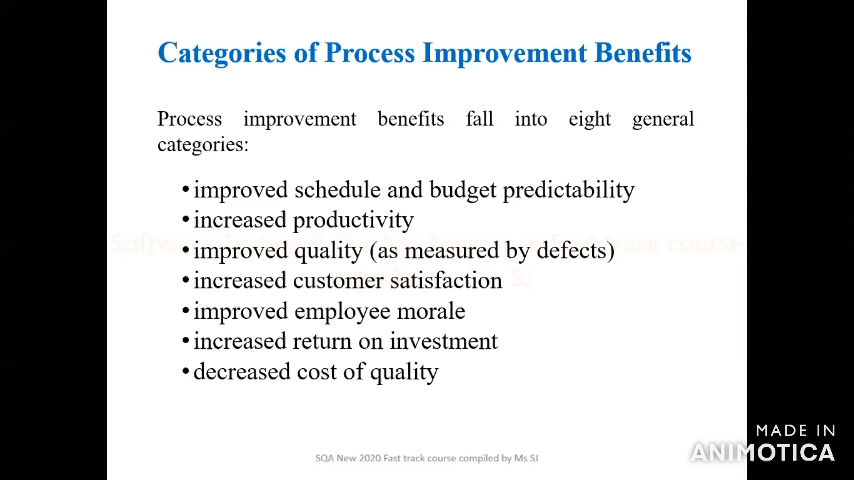 Categories of Process Improvement Benefits
Process improvement benefits fall into eight general
categories:
• improved schedule and budget predictability
• increased productivity
• improved quality (as measured by defects)
• increased customer satisfaction
• improved employee morale
• increased return on investment
• decreased cost of quality
SQA New 2020 Fast track course compiled by Ms SJ
MADE IN
ANIMOTICA